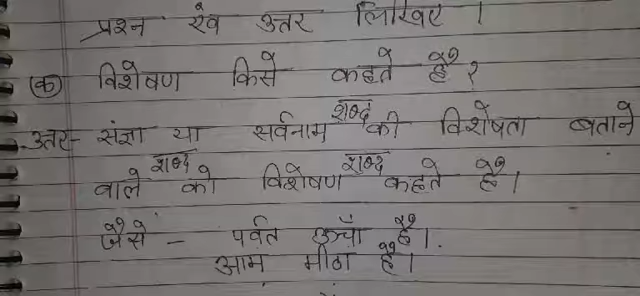 प्रश्न एंव उत्तर लिखिए ।
(क) विशेषण किसे कहते है ?
उत्तर- संज्ञा या सर्वनाम शब्द की विशेषता बताने
वाले शब्द को विशेषण शब्द कहते है ।
जैसे - पर्वत ऊँचा है ।
आम मीठा है ।